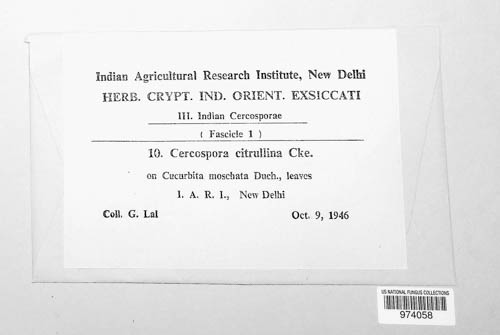 Indian Agricultural Research Institute, New Delhi
HERB. CRYPT. IND. ORIENT. EXSICCATI
III. Indian Cercosporae
( Fascicle 1 )
10. Cercospora citrullina Cke.
on Cucurbita moschata Duch., leaves
I. A. R. I., New Delhi
Coll. G. Lal Oct. 9, 1946
US NATIONAL FUNGUS COLLECTIONS
974058